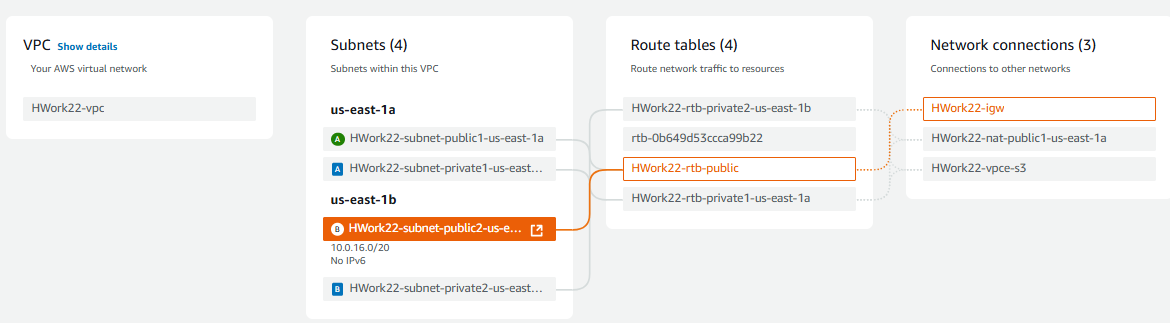 VPC Show details
Your AWS virtual network
HWork22-vpc
Subnets (4)
Subnets within this VPC
us-east-1a
A HWork22-subnet-public1-us-east-1a
A HWork22-subnet-private1-us-east...
us-east-1b
B HWork22-subnet-public2-us-e...
10.0.16.0/20
No IPv6
B HWork22-subnet-private2-us-east...
Route tables (4)
Route network traffic to resources
HWork22-rtb-private2-us-east-1b
rtb-0b649d53ccca99b22
HWork22-rtb-public
HWork22-rtb-private1-us-east-1a
Network connections (3)
Connections to other networks
HWork22-igw
HWork22-nat-public1-us-east-1a
HWork22-vpce-s3